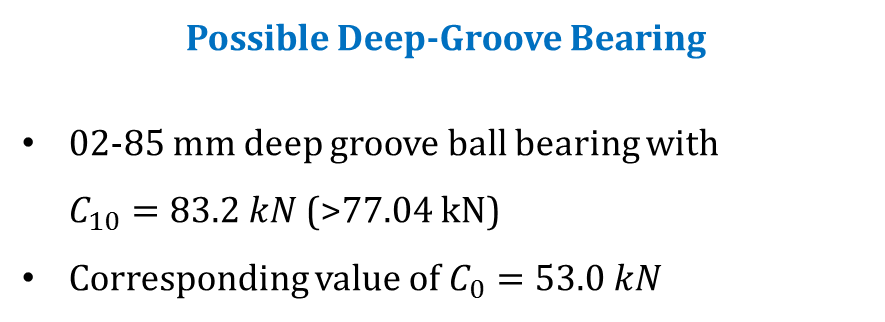 Possible Deep-Groove Bearing
• 02-85 mm deep groove ball bearing with
C₁₀ = 83.2 kN (>77.04 kN)
• Corresponding value of C₀ = 53.0 kN